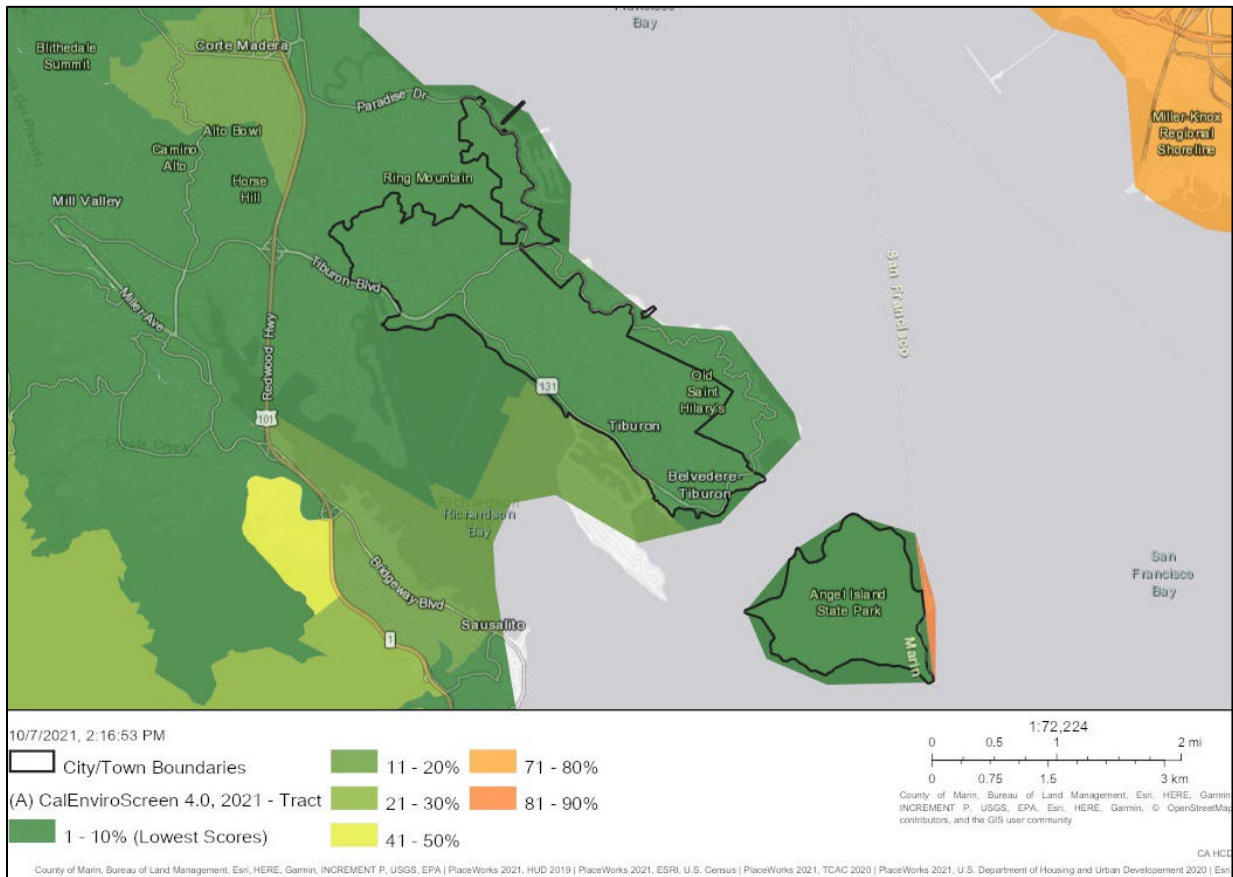 Francisco
Bay
Blithedale
Summit
Corte Madera
Paradise Dr
Miller-Knox
Regional
Shoreline
Alto Bowl
Camino
Alto
Ring Mountain
Horse
Hill
Mill Valley
Tiburon Blvd
San Francisco
Miller Ave
Redwood Hwy
131
Old
Saint
Hilary's
101
Tiburon
Coyote Creek
Belvedere-
Tiburon
Richardson
Richardson
Bay
San
Francisco
Bay
Bridgeway Blvd
Angel Island
State Park
Sausalito
1
Marin
10/7/2021, 2:16:53 PM
City/Town Boundaries
(A) CalEnviroScreen 4.0, 2021 - Tract
1 - 10% (Lowest Scores)
11 - 20%
21 - 30%
41 - 50%
71 - 80%
81 - 90%
1:72,224
0 0.5 1 2 mi
0 0.75 1.5 3 km
County of Marin, Bureau of Land Management, Esri, HERE, Garmin,
INCREMENT P, USGS, EPA, Esri, HERE, Garmin, © OpenStreetMap
contributors, and the GIS user community
CA HCD
County of Marin, Bureau of Land Management, Esri, HERE, Garmin, INCREMENT P, USGS, EPA | PlaceWorks 2021, HUD 2019 | PlaceWorks 2021, ESRI, U.S. Census | PlaceWorks 2021, TCAC 2020 | PlaceWorks 2021, U.S. Department of Housing and Urban Developement 2020 | Esri